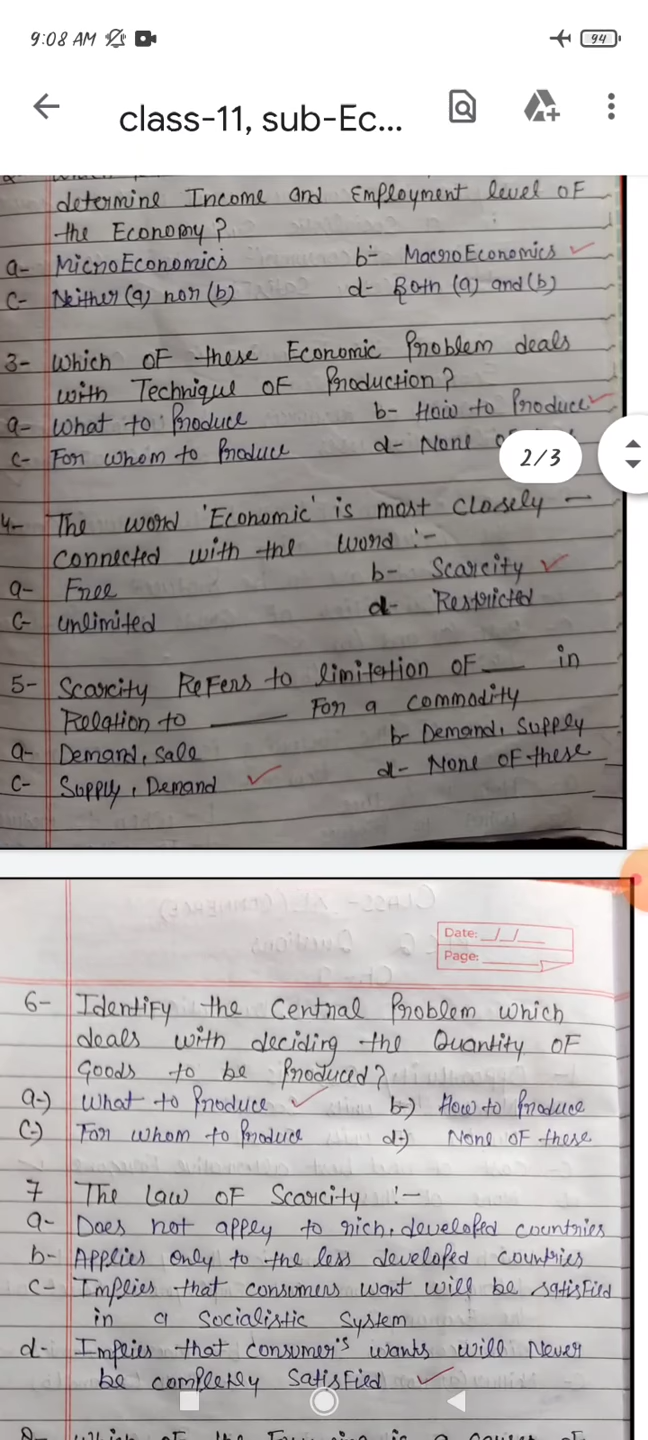 9:08 AM
94
class-11, sub-Ec...
determine Income and Employment level of
the Economy?
a- MicroEconomics b- MacroEconomics
c- Neither (a) nor (b) d- Both (a) and (b)
3- Which of these Economic Problem deals
with Technique of Production?
a- What to Produce b- How to Produce
c- For whom to Produce d- None
2/3
4- The word 'Economic' is most closely -
connected with the word :-
a- Free b- Scarcity
c- unlimited d- Restricted
5- Scarcity Refers to limitation of ___ in
Relation to ____ For a commodity
a- Demand, Sale b- Demand, Supply
c- Supply, Demand d- None of these
Date: __/__/____
Page: ________
6- Identify the Central Problem which
deals with deciding the Quantity of
Goods to be Produced?
a-) What to Produce b-) How to Produce
c-) For whom to Produce d-) None of these
7 The Law of Scarcity :-
a- Does not apply to rich, developed countries
b- Applies only to the less developed countries
c- Implies that consumers want will be satisfied
in a Socialistic System
d- Implies that consumer's wants will Never
be completely satisfied